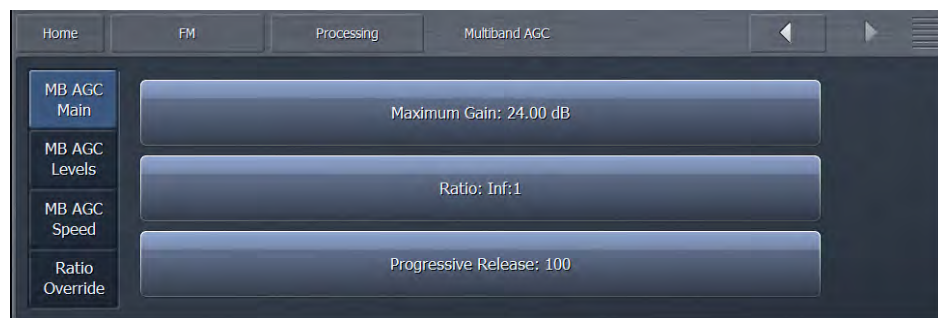 Home FM Processing Multiband AGC
MB AGC
Main
Maximum Gain: 24.00 dB
MB AGC
Levels
Ratio: Inf:1
MB AGC
Speed
Progressive Release: 100
Ratio
Override